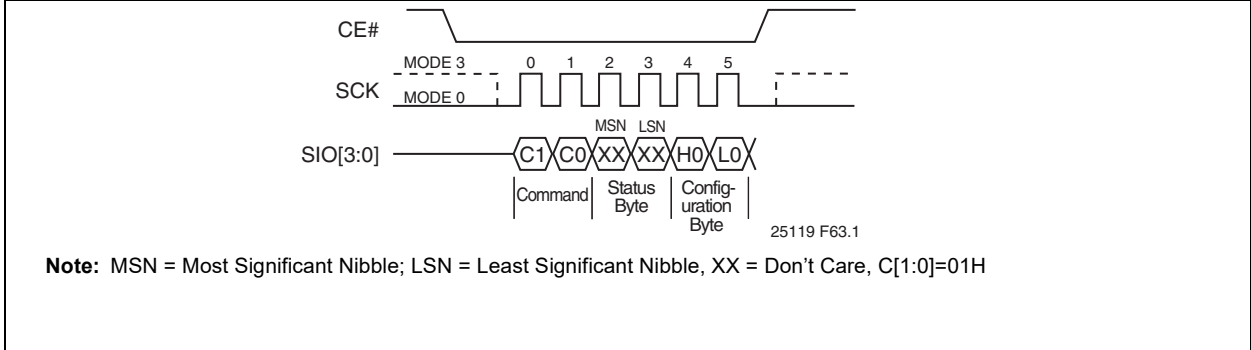 CE#
MODE 3
0 1 2 3 4 5
SCK
MODE 0
MSN LSN
SIO[3:0]
C1 C0 XX XX H0 L0
Command
Status
Byte
Config-
uration
Byte
25119 F63.1
Note: MSN = Most Significant Nibble; LSN = Least Significant Nibble, XX = Don’t Care, C[1:0]=01H